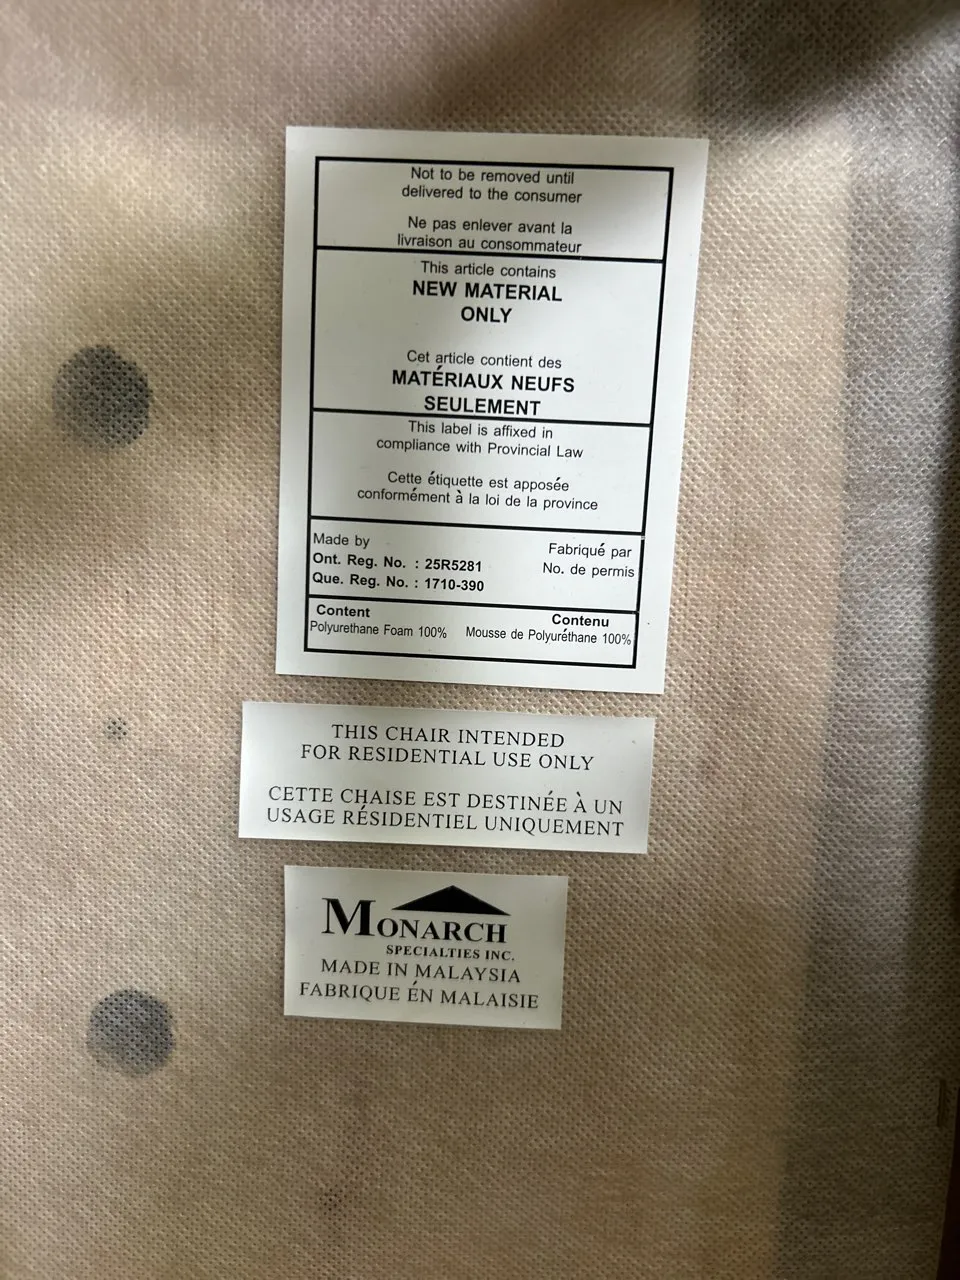 Not to be removed until
delivered to the consumer
Ne pas enlever avant la
livraison au consommateur
This article contains
NEW MATERIAL
ONLY
Cet article contient des
MATÉRIAUX NEUFS
SEULEMENT
This label is affixed in
compliance with Provincial Law
Cette étiquette est apposée
conformément à la loi de la province
Made by
Ont. Reg. No. : 25R5281
Que. Reg. No. : 1710-390
Fabriqué par
No. de permis
Content
Polyurethane Foam 100%
Contenu
Mousse de Polyuréthane 100%
THIS CHAIR INTENDED
FOR RESIDENTIAL USE ONLY
CETTE CHAISE EST DESTINÉE À UN
USAGE RÉSIDENTIEL UNIQUEMENT
MONARCH
SPECIALTIES INC.
MADE IN MALAYSIA
FABRIQUE ÉN MALAISIE